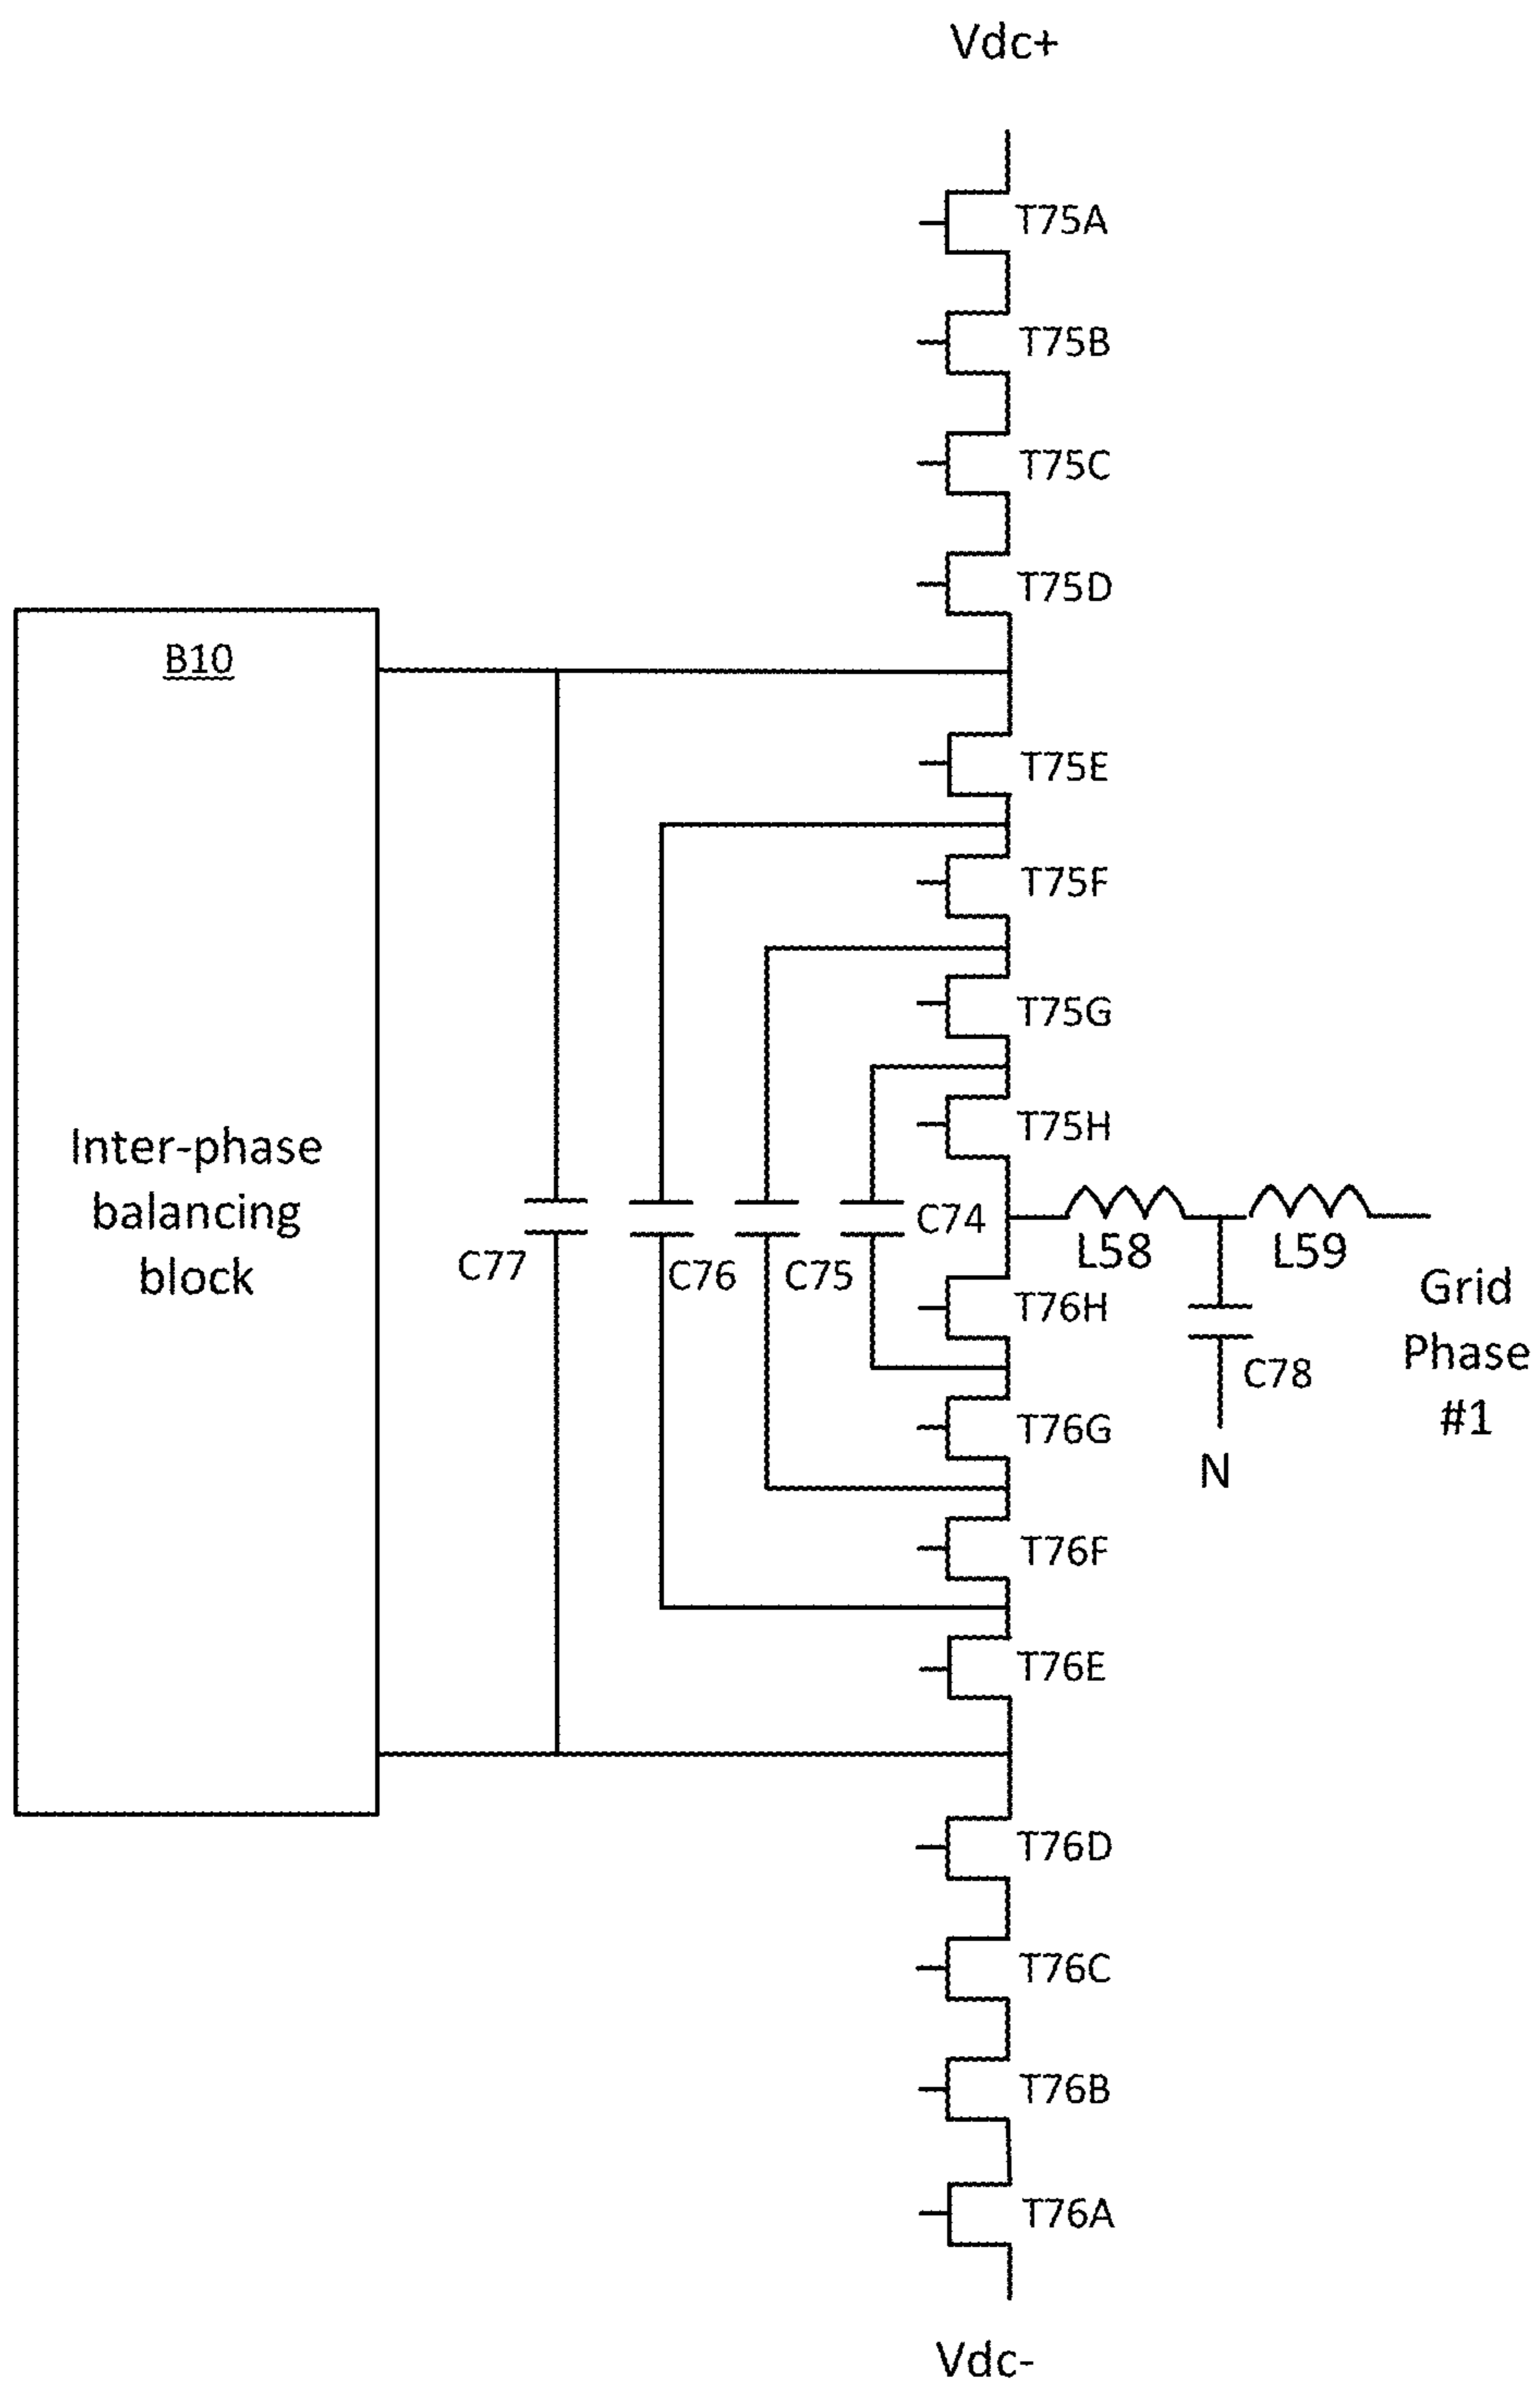 Vdc+
T75A
T75B
T75C
T75D
B10
T75E
T75F
T75G
T75H
Inter-phase
balancing
block
C77
C76
C75
C74
L58
L59
Grid
Phase
#1
T76H
C78
N
T76G
T76F
T76E
T76D
T76C
T76B
T76A
Vdc-